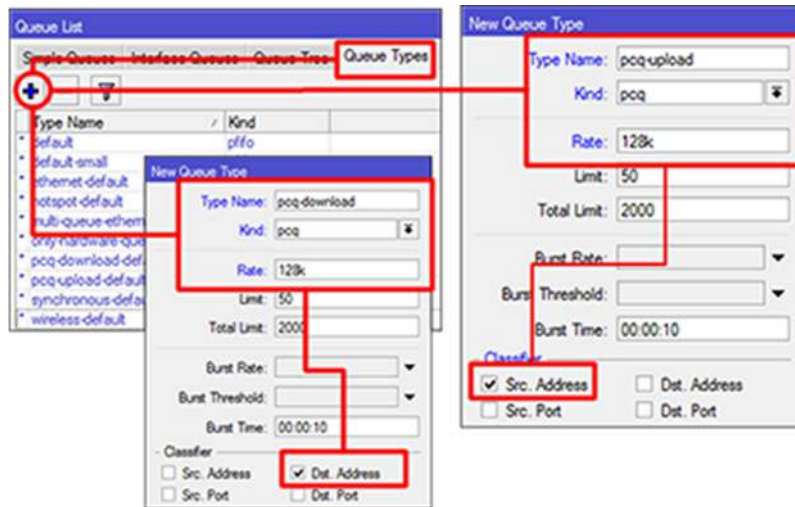 Queue List
Simple Queues Interface Queues Queue Tree Queue Types
Type Name / Kind
* default pfifo
* default-small
* ethernet-default
* hotspot-default
* multi-queue-ethern
* only-hardware-que
* pcq-download-def
* pcq-upload-default
* synchronous-defau
* wireless-default
New Queue Type
Type Name: pcq-download
Kind: pcq
Rate: 128k
Limit: 50
Total Limit: 2000
Burst Rate:
Burst Threshold:
Burst Time: 00:00:10
Classifier
Src. Address Dst. Address
Src. Port Dst. Port
New Queue Type
Type Name: pcq-upload
Kind: pcq
Rate: 128k
Limit: 50
Total Limit: 2000
Burst Rate:
Burst Threshold:
Burst Time: 00:00:10
Classifier
Src. Address Dst. Address
Src. Port Dst. Port